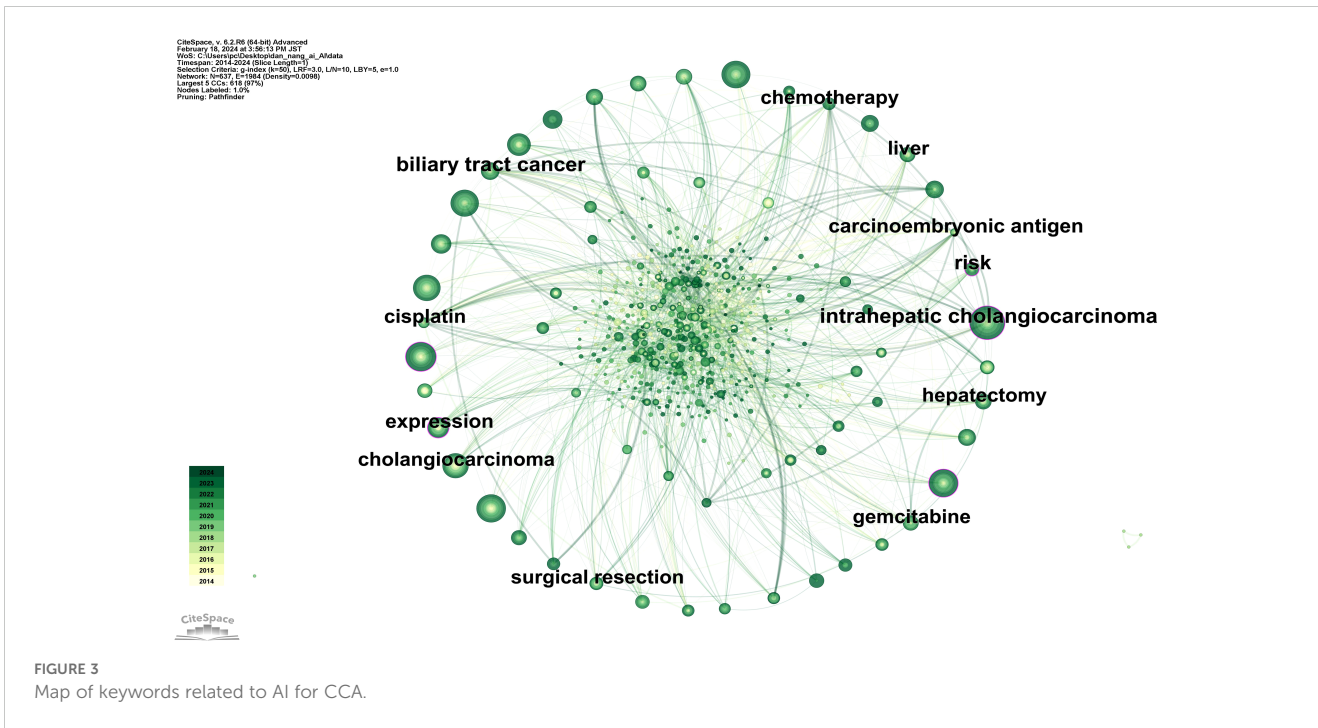 CiteSpace, v. 6.2.R6 (64-bit) Advanced
February 18, 2024 at 3:56:13 PM JST
WoS: C:\Users\pc\Desktop\dan_nang_ai_AI\data
Timespan: 2014-2024 (Slice Length=1)
Selection Criteria: g-index (k=50), LRF=3.0, L/N=10, LBY=5, e=1.0
Network: N=637, E=1984 (Density=0.0098)
Largest 5 CCs: 618 (97%)
Nodes Labeled: 1.0%
Pruning: Pathfinder
chemotherapy
liver
biliary tract cancer
carcinoembryonic antigen
risk
cisplatin
intranepatic cholangiocarcinoma
hepatectomy
expression
cholangiocarcinoma
gemcitabine
surgical resection
2024
2023
2022
2021
2020
2019
2018
2017
2016
2015
2014
CiteSpace
FIGURE 3
Map of keywords related to AI for CCA.